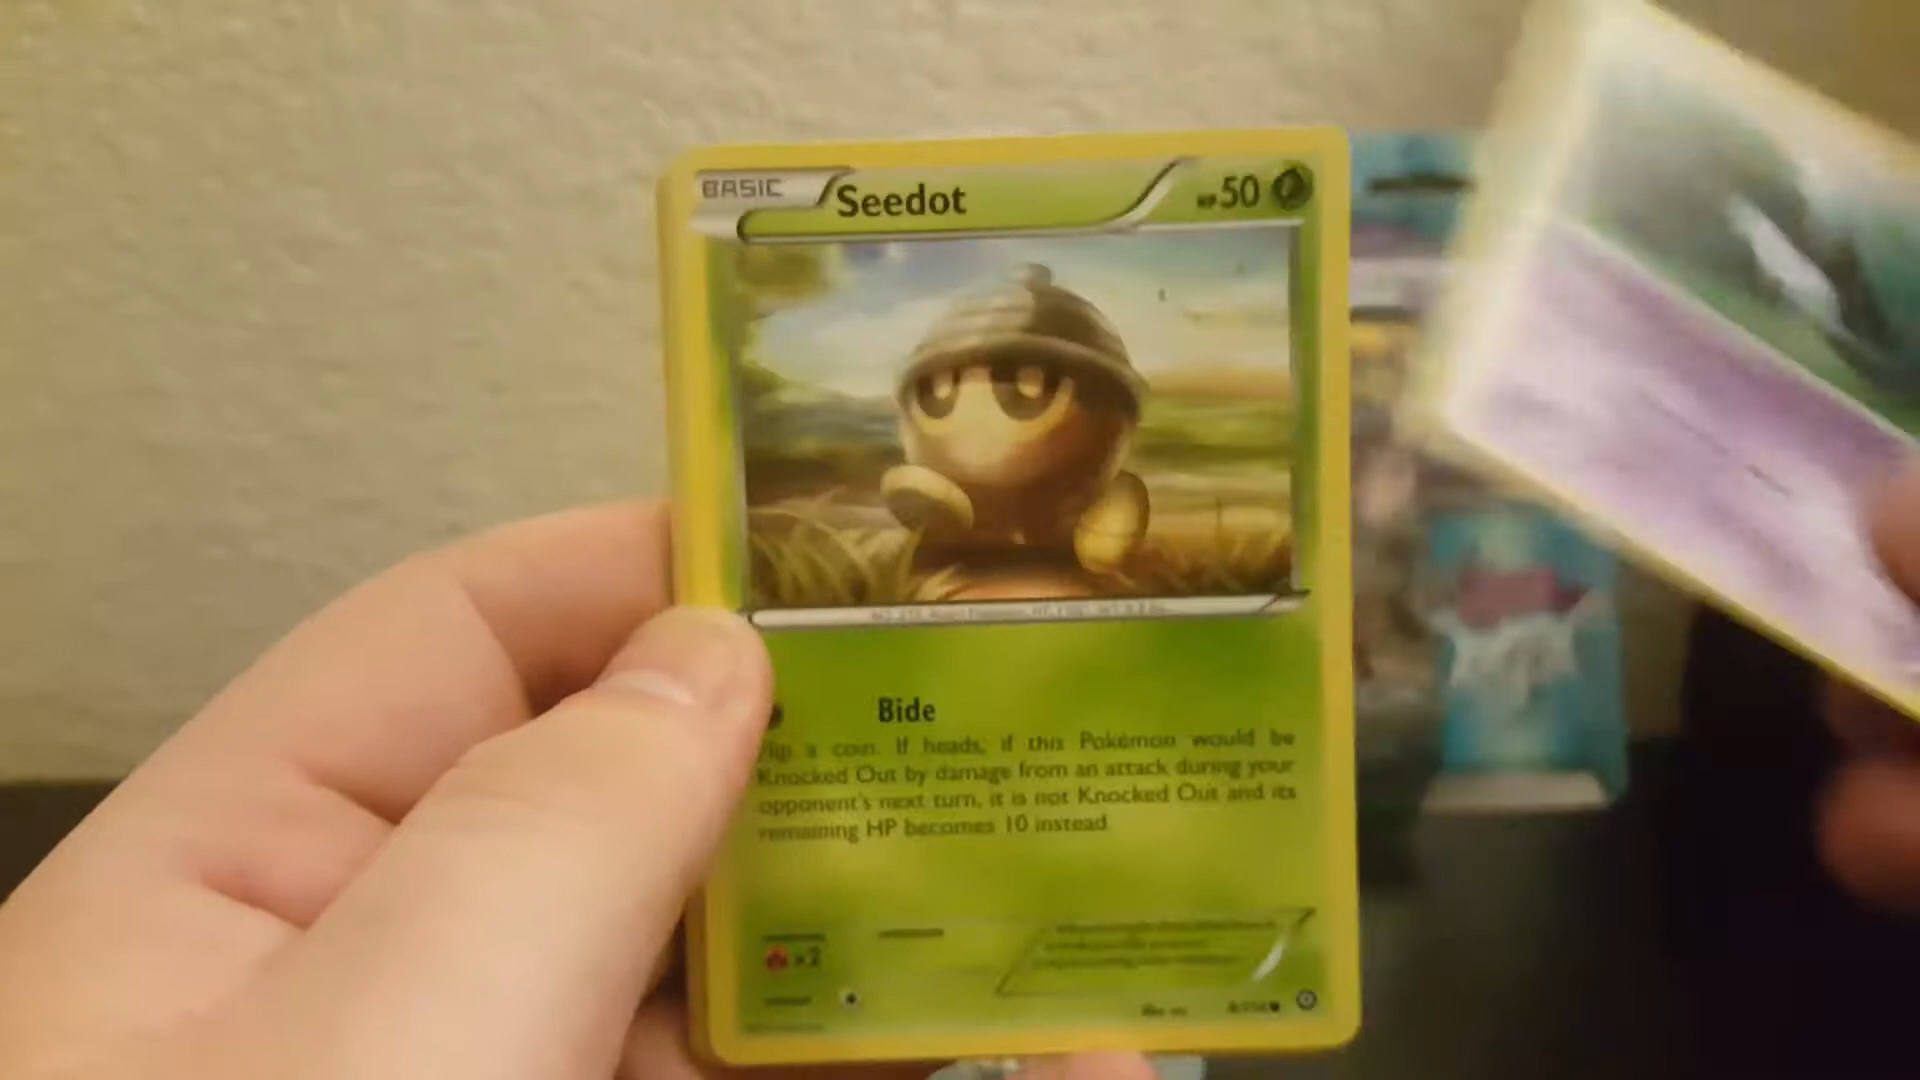 BASIC Seedot HP 50
Bide
Flip a coin. If heads, if this Pokémon would be
Knocked Out by damage from an attack during your
opponent's next turn, it is not Knocked Out and its
remaining HP becomes 10 instead.
x2